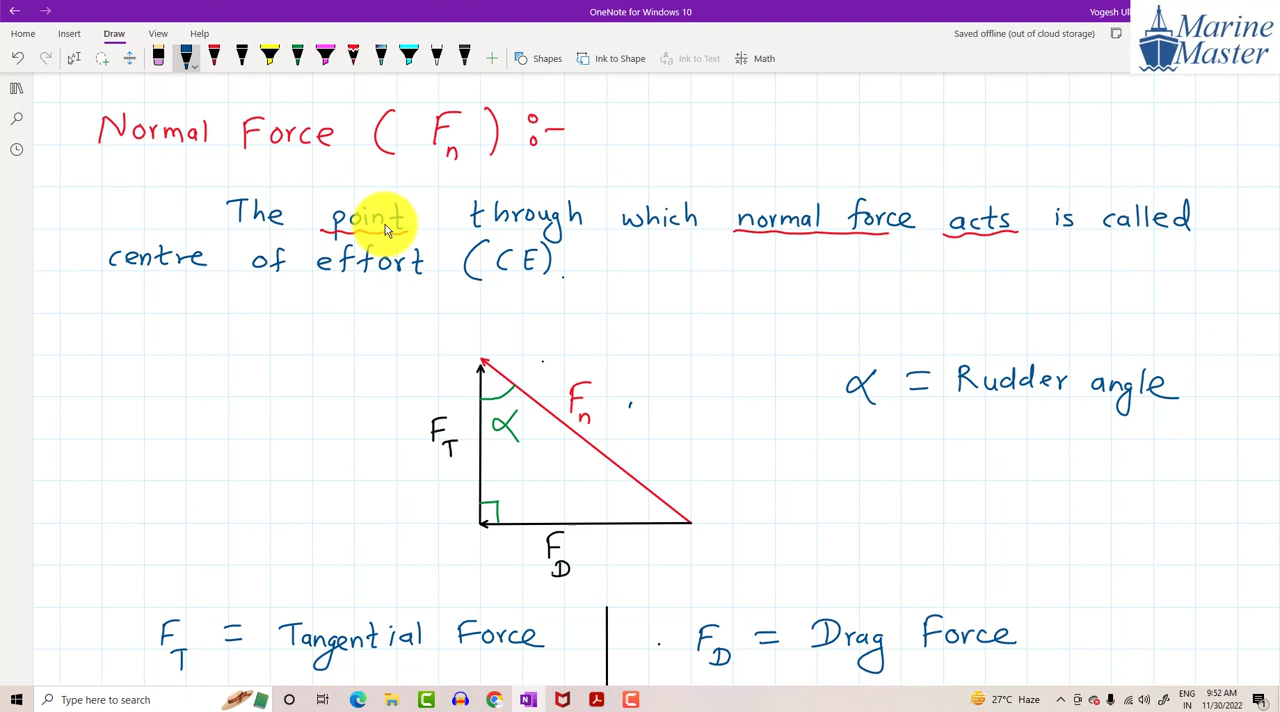 OneNote for Windows 10
Yogesh Ul
Home Insert Draw View Help
Saved offline (out of cloud storage)
Marine
Master
Shapes Ink to Shape Ink to Text Math
Normal Force ( Fn ) :-
The point through which normal force acts is called
centre of effort (CE).
α = Rudder angle
Fn
FT
α
FD
FT = Tangential Force
FD = Drag Force
Type here to search
27°C Haze
ENG
IN
9:52 AM
11/30/2022